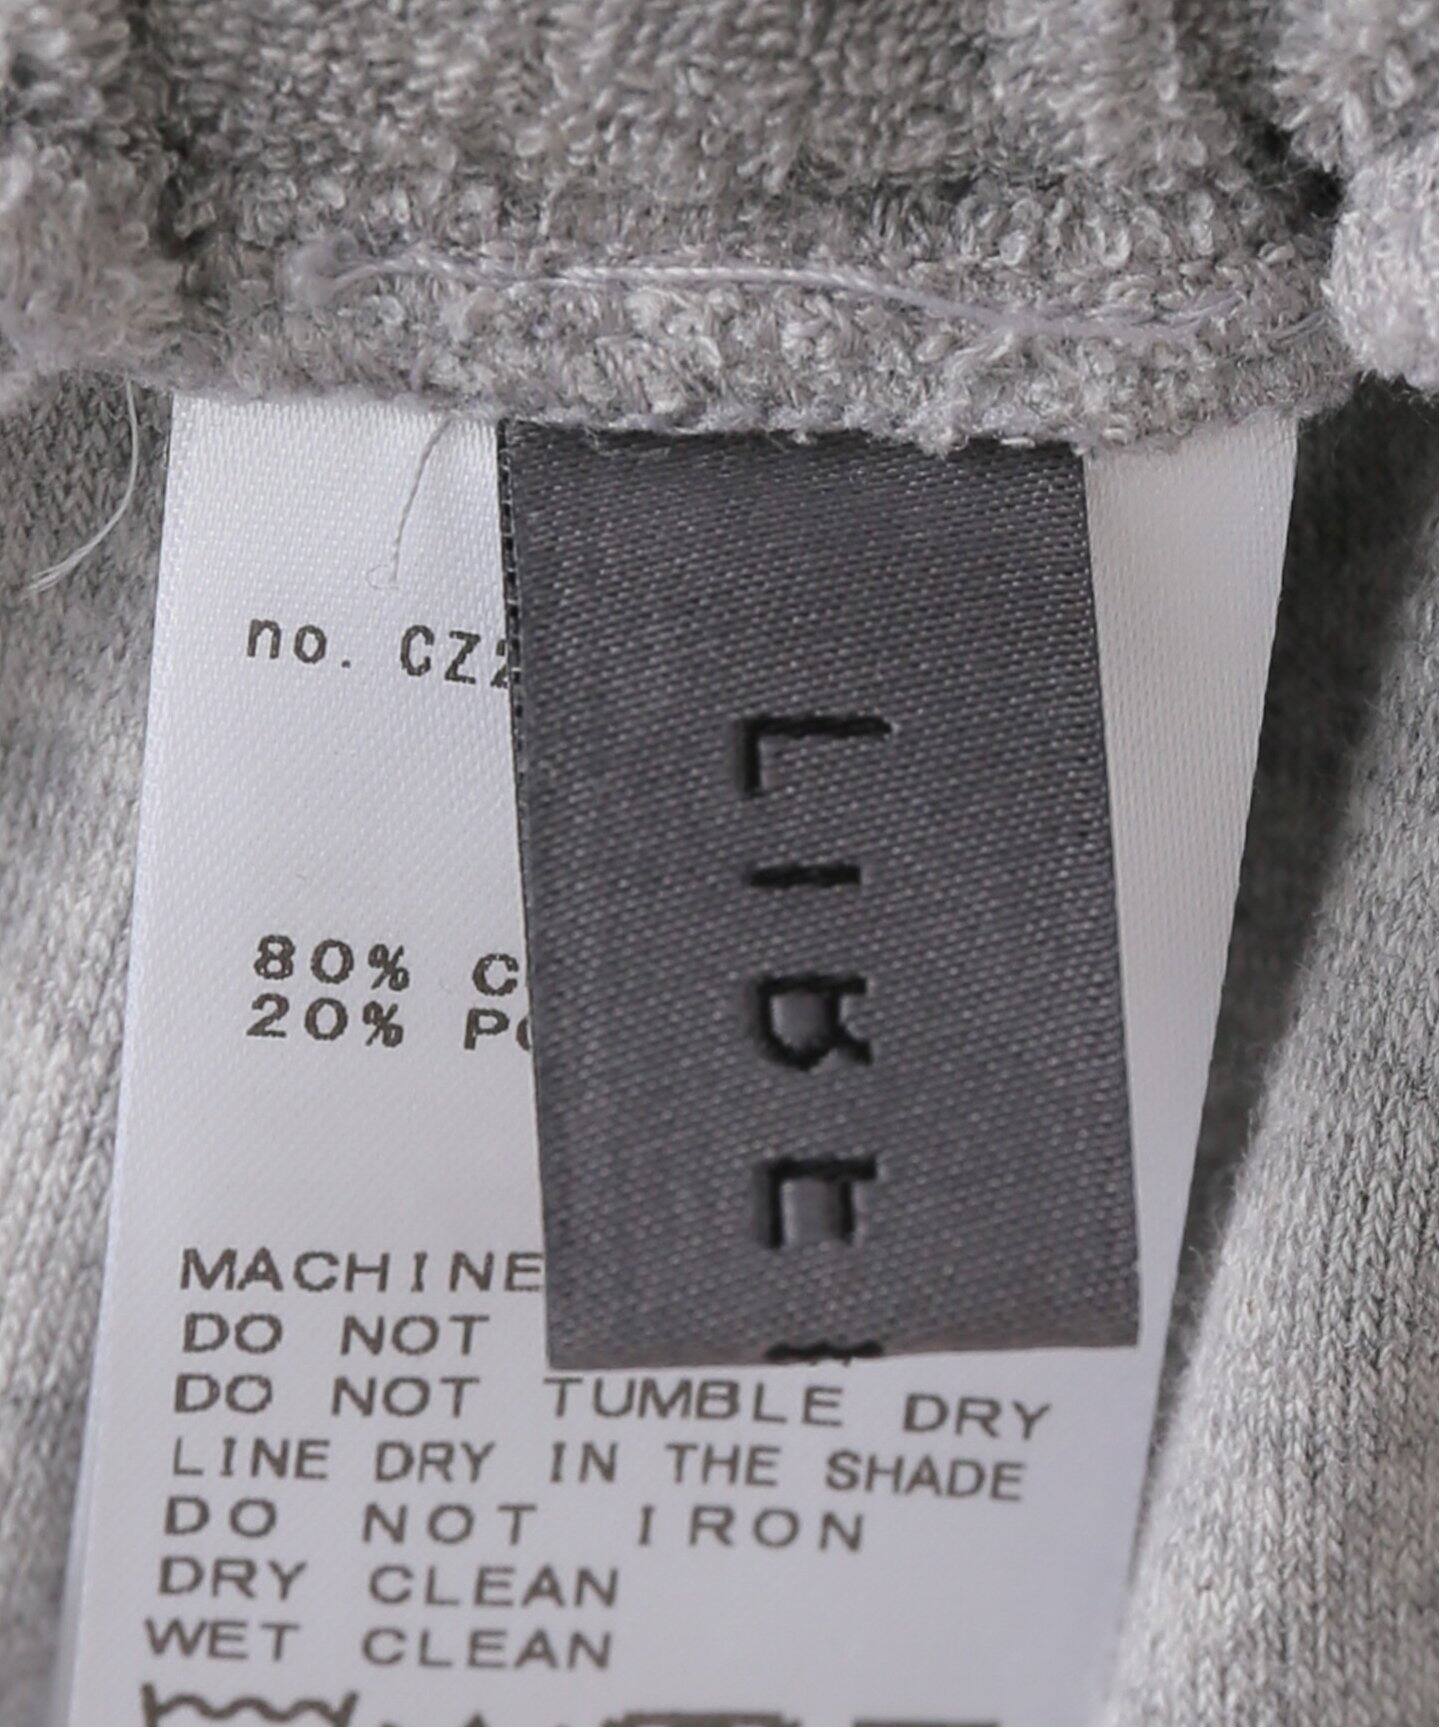 no. CZ2
80% C
20% P
MACHINE
DO NOT
DO NOT TUMBLE DRY
LINE DRY IN THE SHADE
DO NOT IRON
DRY CLEAN
WET CLEAN